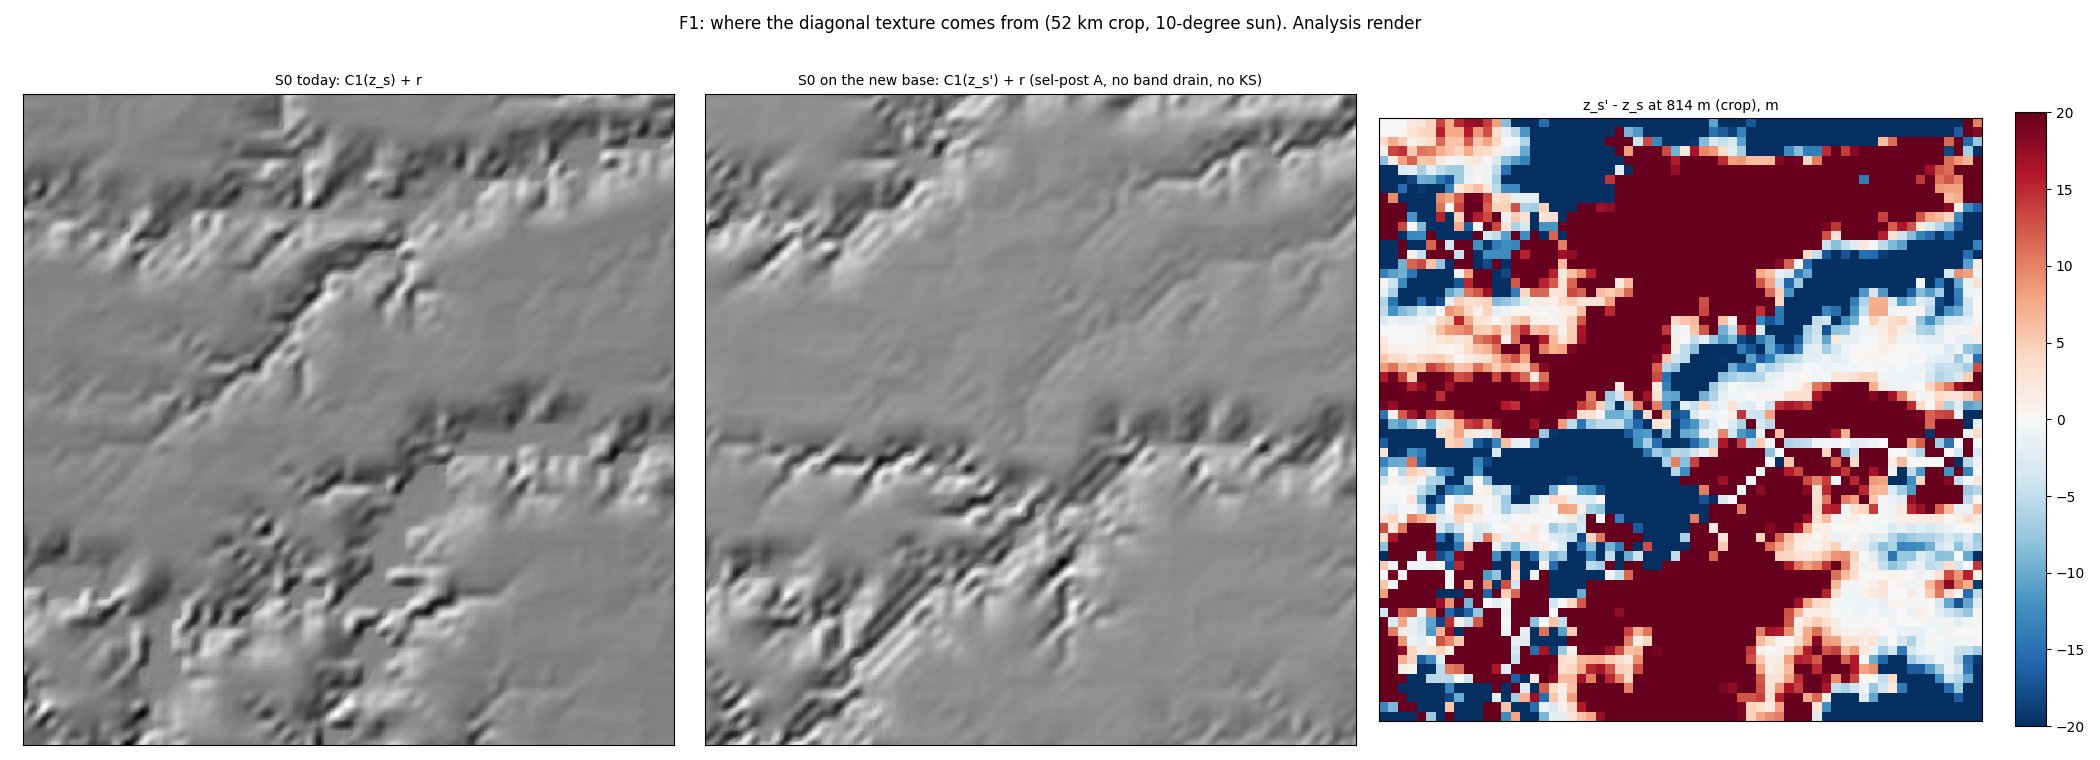 F1: where the diagonal texture comes from (52 km crop, 10-degree sun). Analysis render
S0 today: C1(z_s) + r
S0 on the new base: C1(z_s') + r (sel-post A, no band drain, no KS)
z_s' - z_s at 814 m (crop), m
20
15
10
5
0
−5
−10
−15
−20